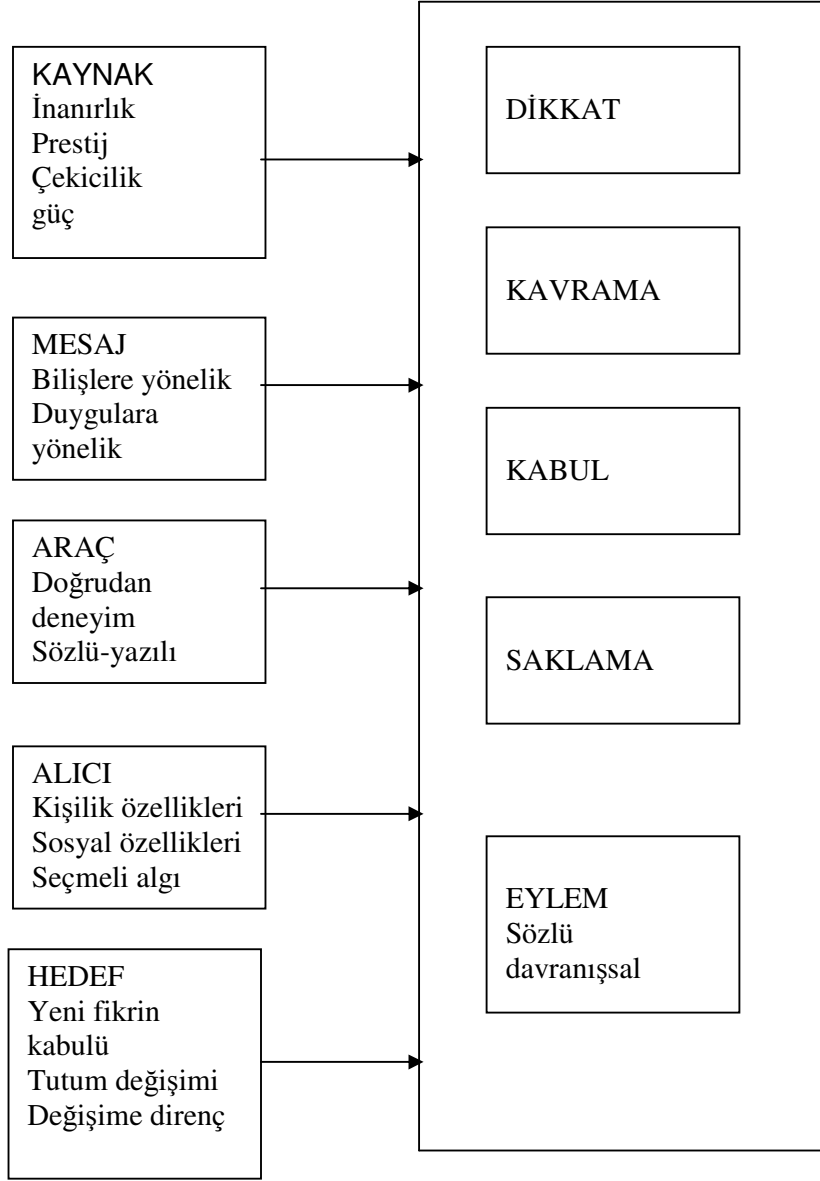 KAYNAK
İnanırlık
Prestij
Çekicilik
güç
MESAJ
Bilişlere yönelik
Duygulara
yönelik
ARAÇ
Doğrudan
deneyim
Sözlü-yazılı
ALICI
Kişilik özellikleri
Sosyal özellikleri
Seçmeli algı
HEDEF
Yeni fikrin
kabulü
Tutum değişimi
Değişime direnç
DİKKAT
KAVRAMA
KABUL
SAKLAMA
EYLEM
Sözlü
davranışsal